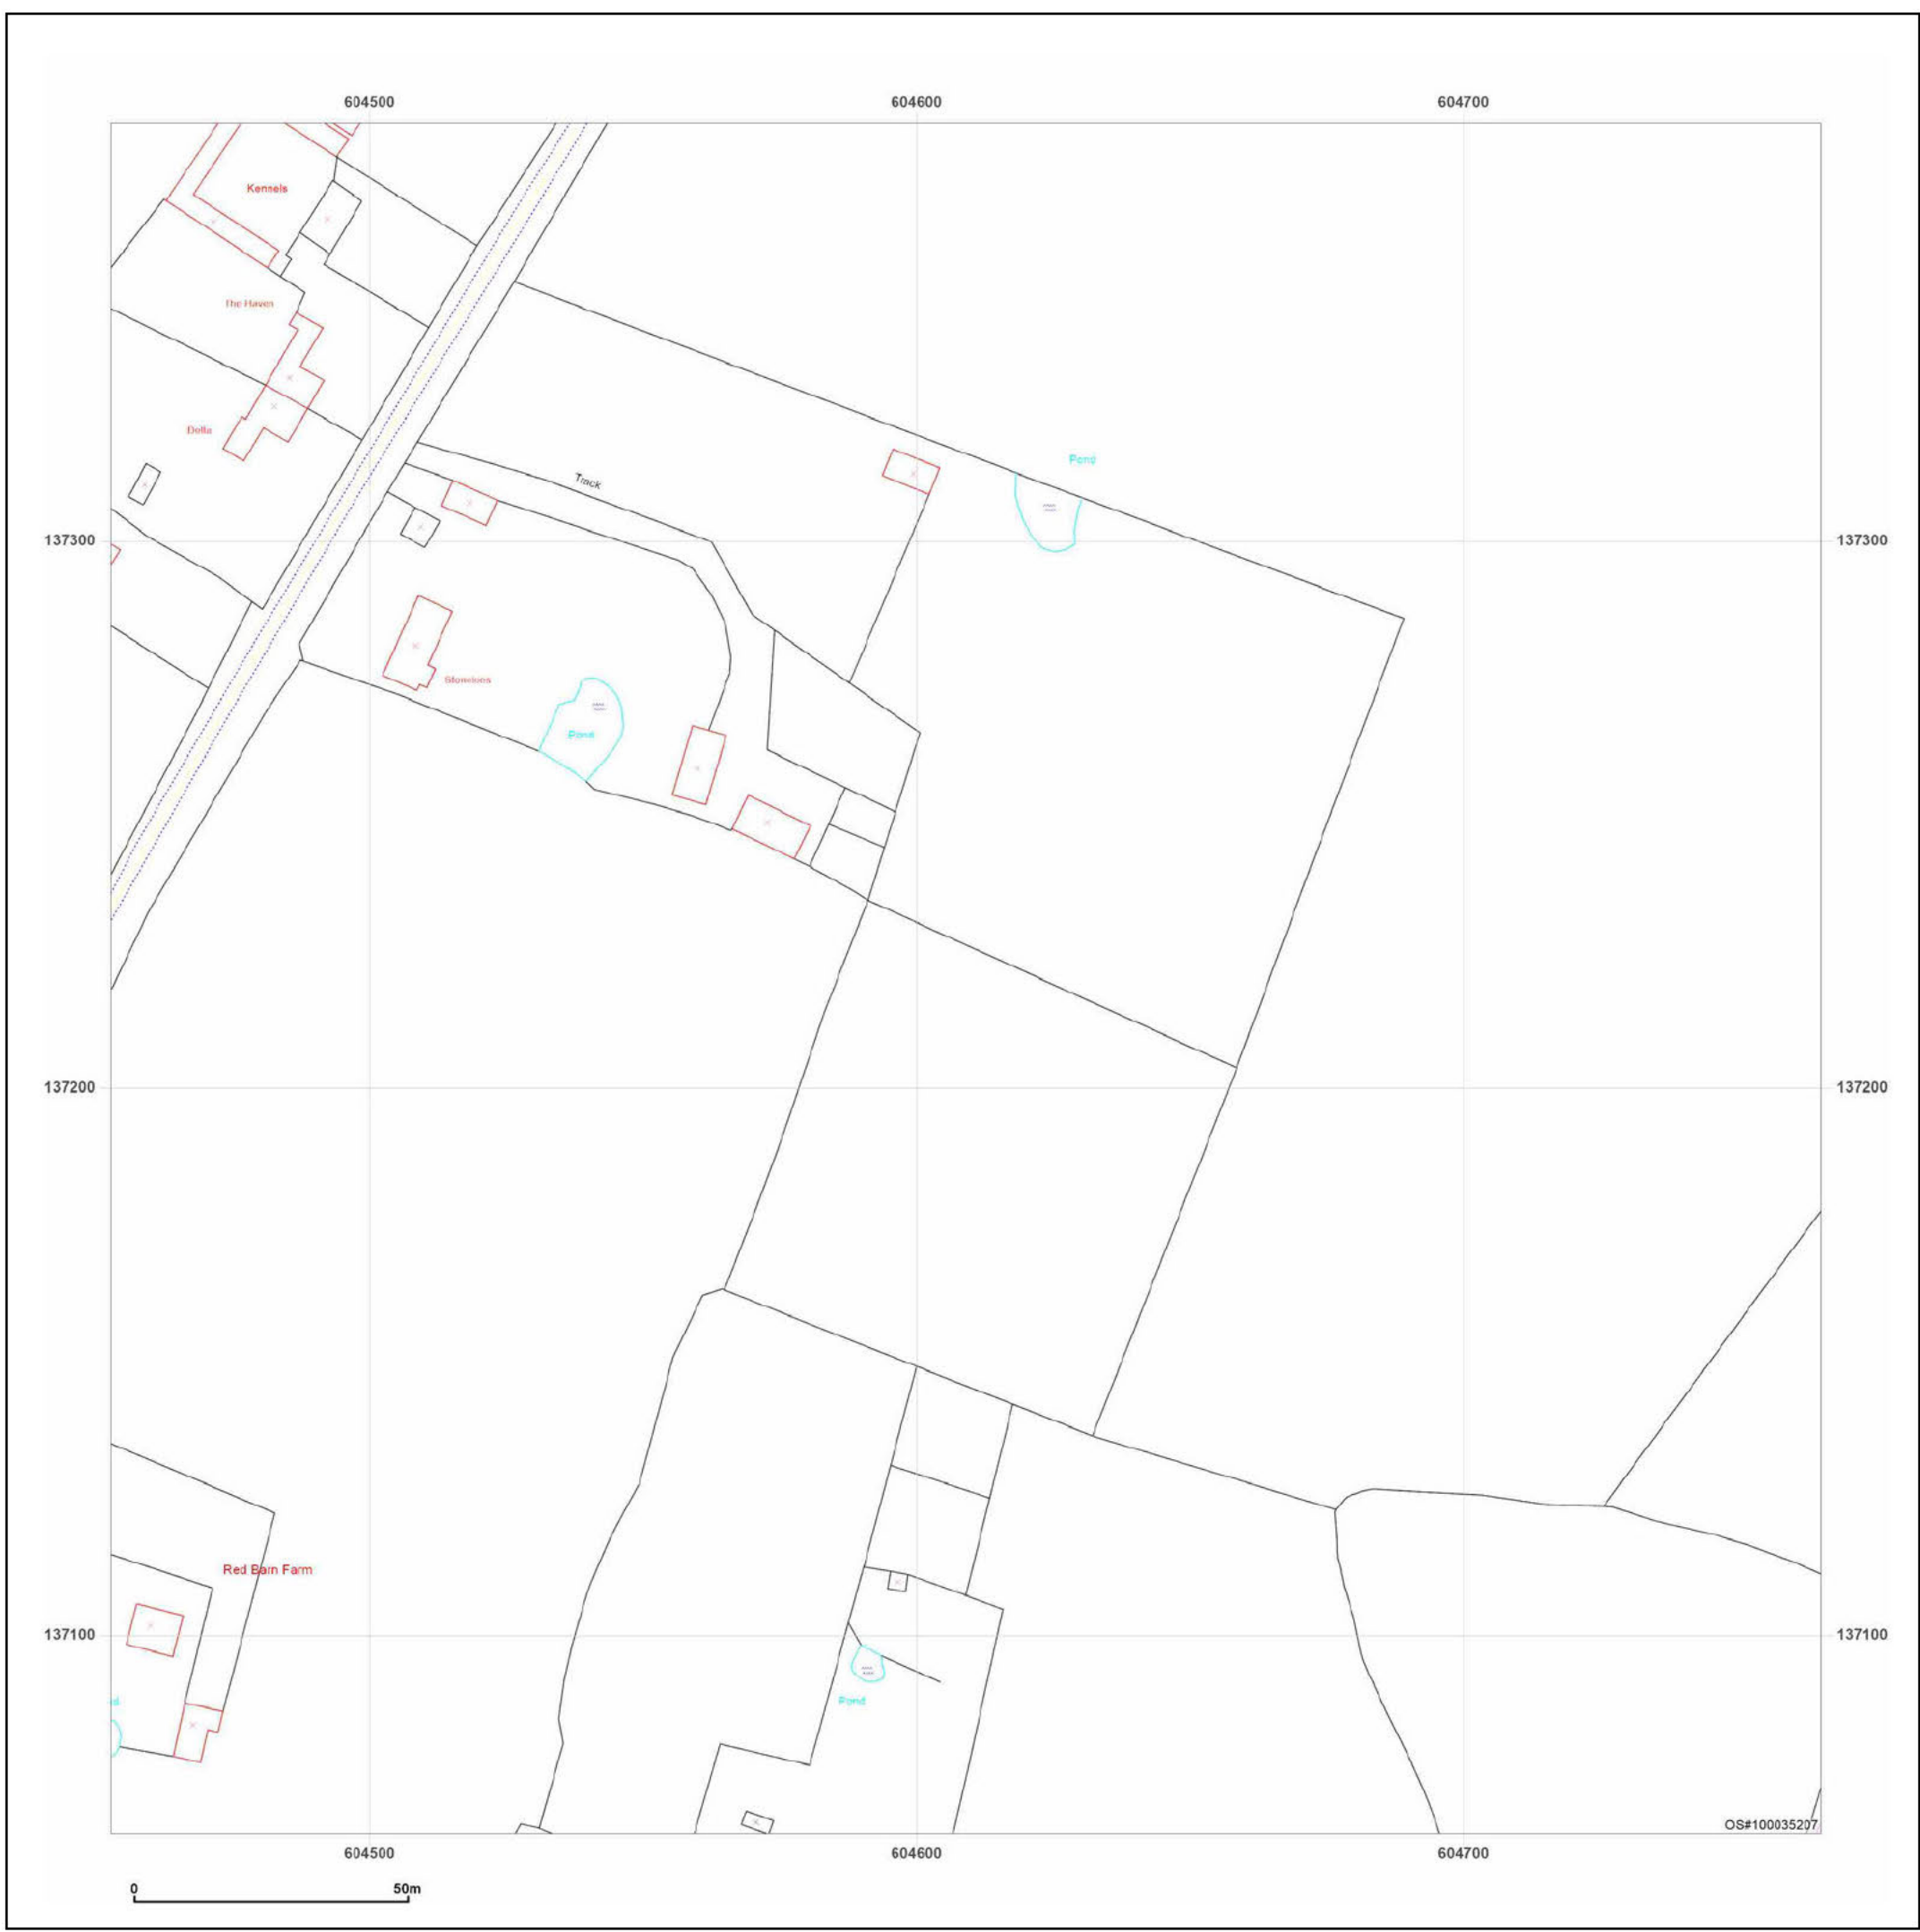 604500 604600 604700
Kennels
The Haven
Della
Track
Pond
137300 137300
Pond
137200 137200
Red Barn Farm
137100 137100
Pond
OS#100035207
604500 604600 604700
0 50m